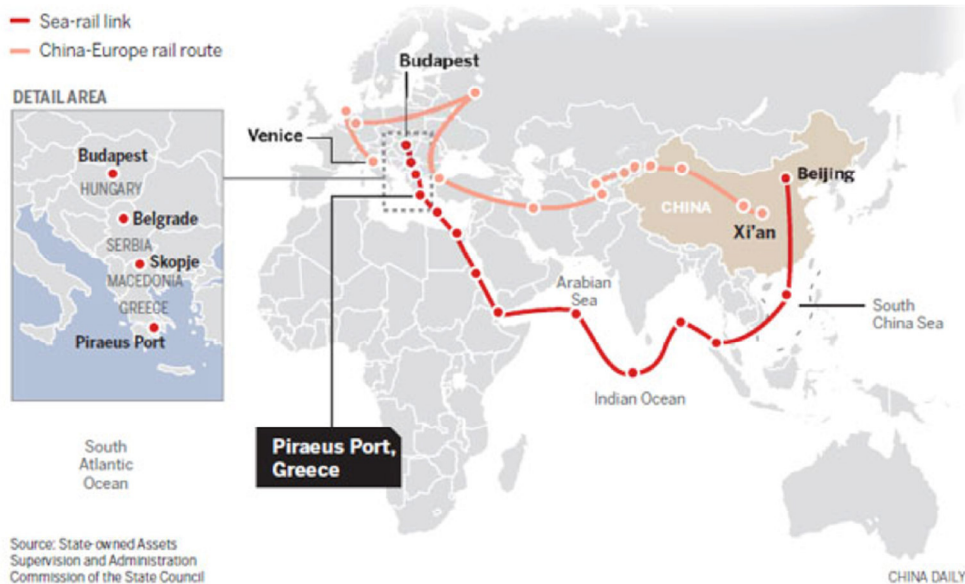 Sea-rail link
China-Europe rail route
DETAIL AREA
Budapest
HUNGARY
Belgrade
SERBIA
Skopje
MACEDONIA
GREECE
Piraeus Port
Budapest
Venice
CHINA
Beijing
Xi'an
Arabian
Sea
South
China Sea
Indian Ocean
Piraeus Port,
Greece
South
Atlantic
Ocean
Source: State-owned Assets
Supervision and Administration
Commission of the State Council
CHINA DAILY